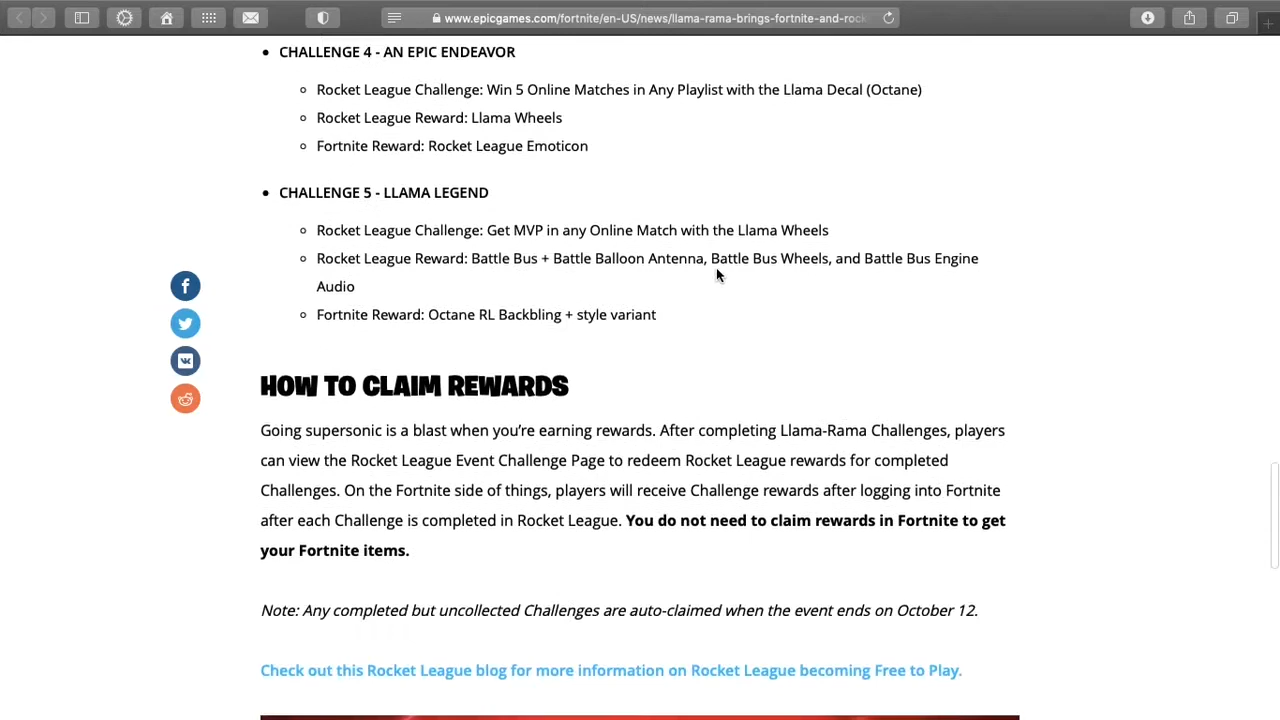 www.epicgames.com/fortnite/en-US/news/llama-rama-brings-fortnite-and-rock
CHALLENGE 4 - AN EPIC ENDEAVOR
Rocket League Challenge: Win 5 Online Matches in Any Playlist with the Llama Decal (Octane)
Rocket League Reward: Llama Wheels
Fortnite Reward: Rocket League Emoticon
CHALLENGE 5 - LLAMA LEGEND
Rocket League Challenge: Get MVP in any Online Match with the Llama Wheels
Rocket League Reward: Battle Bus + Battle Balloon Antenna, Battle Bus Wheels, and Battle Bus Engine
Audio
Fortnite Reward: Octane RL Backbling + style variant
HOW TO CLAIM REWARDS
Going supersonic is a blast when you’re earning rewards. After completing Llama-Rama Challenges, players
can view the Rocket League Event Challenge Page to redeem Rocket League rewards for completed
Challenges. On the Fortnite side of things, players will receive Challenge rewards after logging into Fortnite
after each Challenge is completed in Rocket League. You do not need to claim rewards in Fortnite to get
your Fortnite items.
Note: Any completed but uncollected Challenges are auto-claimed when the event ends on October 12.
Check out this Rocket League blog for more information on Rocket League becoming Free to Play.